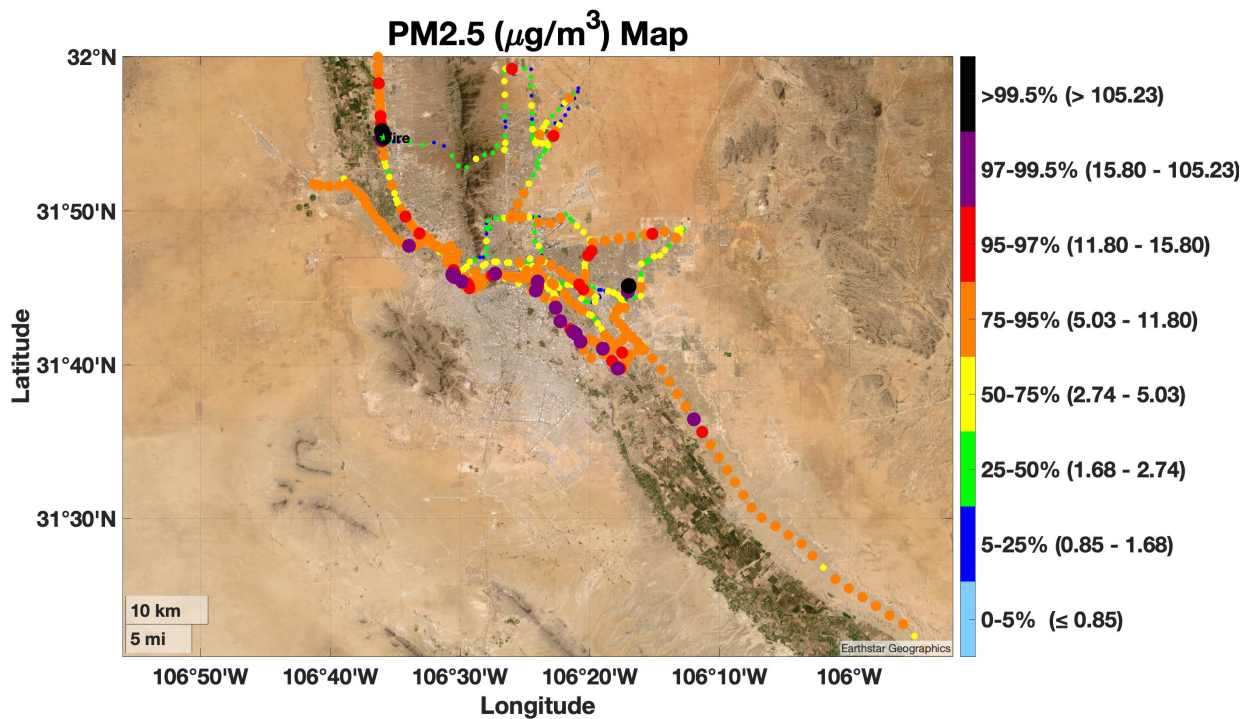 PM2.5 (μg/m³) Map
32°N
31°50'N
31°40'N
31°30'N
Latitude
ire
10 km
5 mi
Earthstar Geographics
106°50'W
106°40'W
106°30'W
106°20'W
106°10'W
106°W
Longitude
>99.5% (> 105.23)
97-99.5% (15.80 - 105.23)
95-97% (11.80 - 15.80)
75-95% (5.03 - 11.80)
50-75% (2.74 - 5.03)
25-50% (1.68 - 2.74)
5-25% (0.85 - 1.68)
0-5% (≤ 0.85)